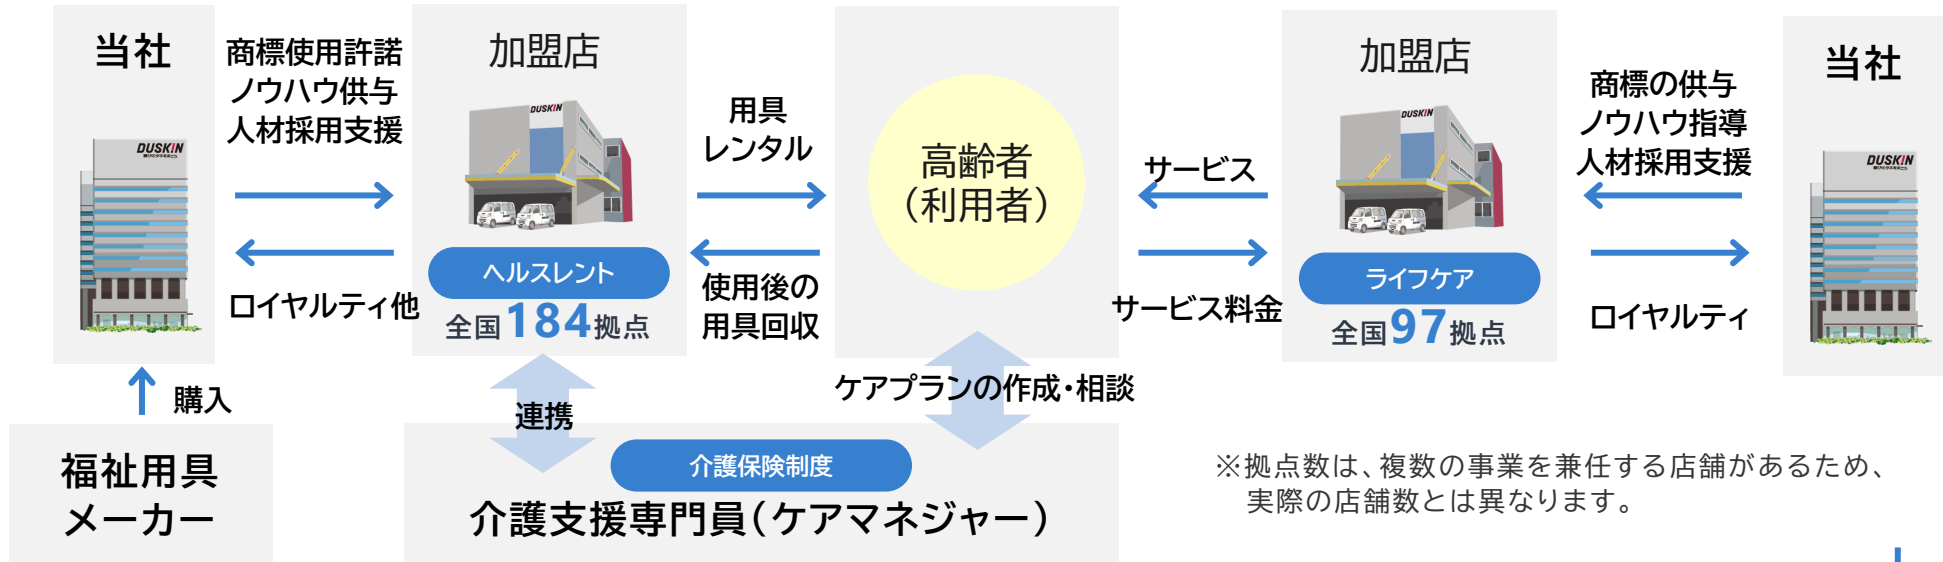 当社
商標使用許諾
ノウハウ供与
人材採用支援
DUSKIN
ロイヤルティ他
購入
福祉用具
メーカー
加盟店
DUSKIN
ヘルスレント
全国184拠点
用具
レンタル
使用後の
用具回収
連携
高齢者
（利用者）
ケアプランの作成・相談
介護保険制度
介護支援専門員（ケアマネジャー）
サービス
サービス料金
加盟店
DUSKIN
ライフケア
全国97拠点
商標の供与
ノウハウ指導
人材採用支援
ロイヤルティ
当社
DUSKIN
※拠点数は、複数の事業を兼任する店舗があるため、
実際の店舗数とは異なります。